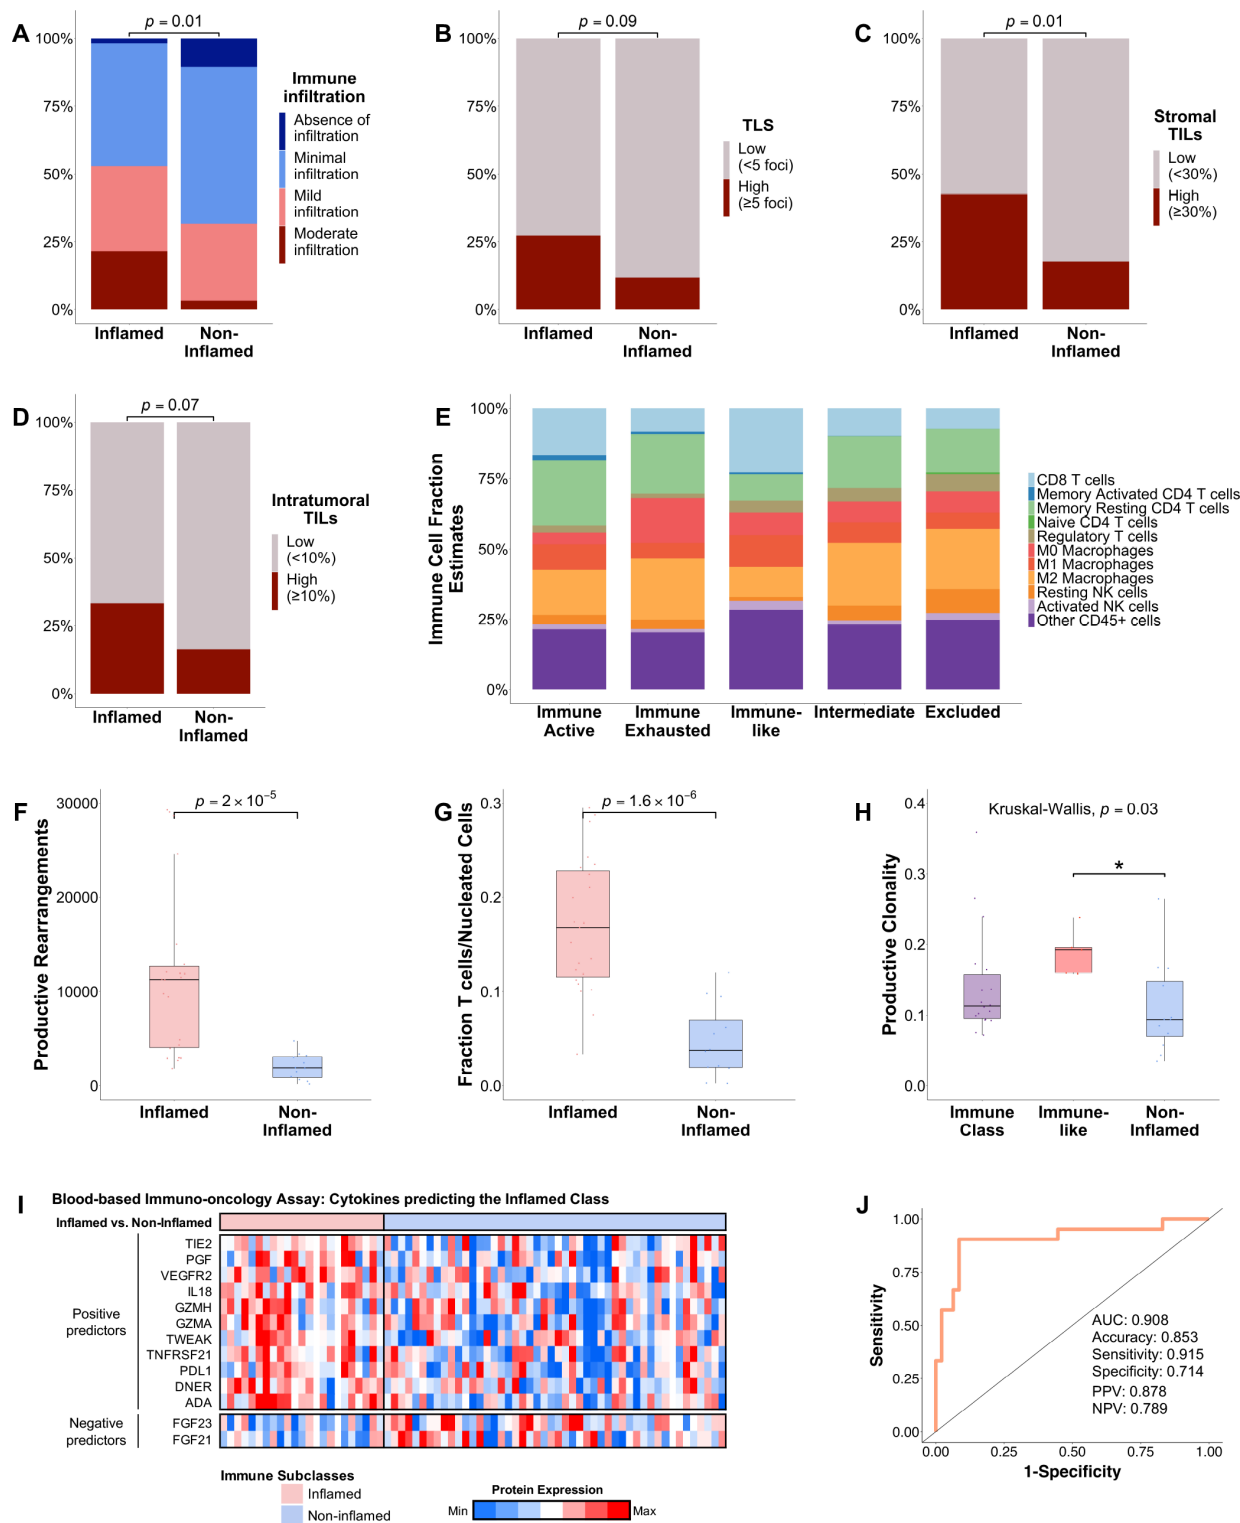 A
p = 0.01
100%
75%
50%
25%
0%
Inflamed
Non-
Inflamed
Immune
infiltration
Absence of
infiltration
Minimal
infiltration
Mild
infiltration
Moderate
infiltration
B
p = 0.09
100%
75%
50%
25%
0%
Inflamed
Non-
Inflamed
TLS
Low
(<5 foci)
High
(≥5 foci)
C
p = 0.01
100%
75%
50%
25%
0%
Inflamed
Non-
Inflamed
Stromal
TILs
Low
(<30%)
High
(≥30%)
D
p = 0.07
100%
75%
50%
25%
0%
Inflamed
Non-
Inflamed
Intratumoral
TILs
Low
(<10%)
High
(≥10%)
E
Immune Cell Fraction
Estimates
100%
75%
50%
25%
0%
Immune
Active
Immune
Exhausted
Immune-
like
Intermediate
Excluded
CD8 T cells
Memory Activated CD4 T cells
Memory Resting CD4 T cells
Naive CD4 T cells
Regulatory T cells
M0 Macrophages
M1 Macrophages
M2 Macrophages
Resting NK cells
Activated NK cells
Other CD45+ cells
F
Productive Rearrangements
p = 2 × 10⁻⁵
30000
20000
10000
0
Inflamed
Non-
Inflamed
G
Fraction T cells/Nucleated Cells
p = 1.6 × 10⁻⁶
0.3
0.2
0.1
0.0
Inflamed
Non-
Inflamed
H
Productive Clonality
Kruskal-Wallis, p = 0.03
*
0.4
0.3
0.2
0.1
0.0
Immune
Class
Immune-
like
Non-
Inflamed
I
Blood-based Immuno-oncology Assay: Cytokines predicting the Inflamed Class
Inflamed vs. Non-Inflamed
Positive
predictors
TIE2
PGF
VEGFR2
IL18
GZMH
GZMA
TWEAK
TNFRSF21
PDL1
DNER
ADA
Negative
predictors
FGF23
FGF21
Immune Subclasses
Inflamed
Non-inflamed
Protein Expression
Min
Max
J
Sensitivity
1.00
0.75
0.50
0.25
0.00
AUC: 0.908
Accuracy: 0.853
Sensitivity: 0.915
Specificity: 0.714
PPV: 0.878
NPV: 0.789
0.00
0.25
0.50
0.75
1.00
1-Specificity